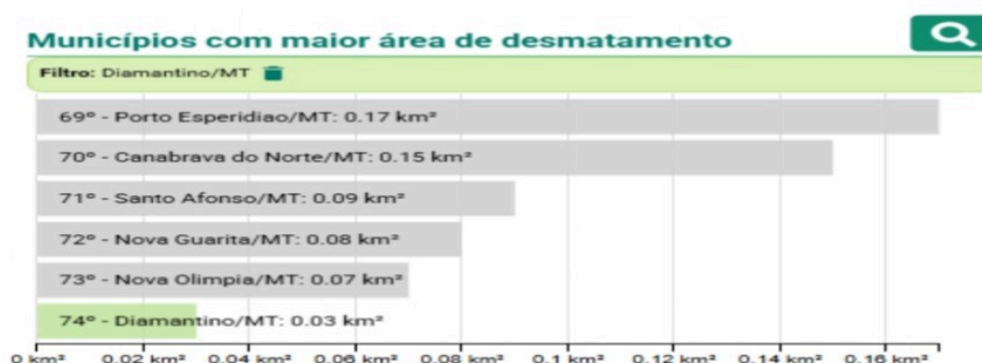 Municípios com maior área de desmatamento
Filtro: Diamantino/MT
69º - Porto Esperidiao/MT: 0.17 km²
70º - Canabrava do Norte/MT: 0.15 km²
71º - Santo Afonso/MT: 0.09 km²
72º - Nova Guarita/MT: 0.08 km²
73º - Nova Olimpia/MT: 0.07 km²
74º - Diamantino/MT: 0.03 km²
0 km² 0.02 km² 0.04 km² 0.06 km² 0.08 km² 0.1 km² 0.12 km² 0.14 km² 0.16 km²